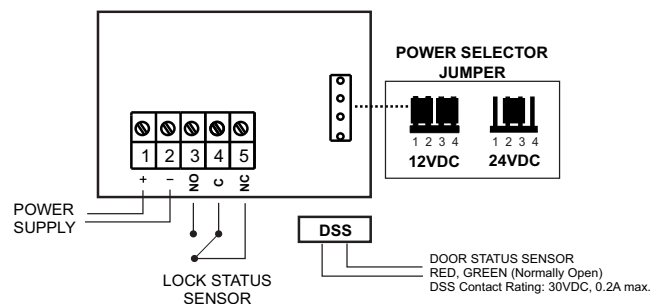 POWER SELECTOR
JUMPER
1 2 3 4
12VDC
1 2 3 4
24VDC
1 2 3 4 5
+ – NO C NC
POWER
SUPPLY
LOCK STATUS
SENSOR
DSS
DOOR STATUS SENSOR
RED, GREEN (Normally Open)
DSS Contact Rating: 30VDC, 0.2A max.